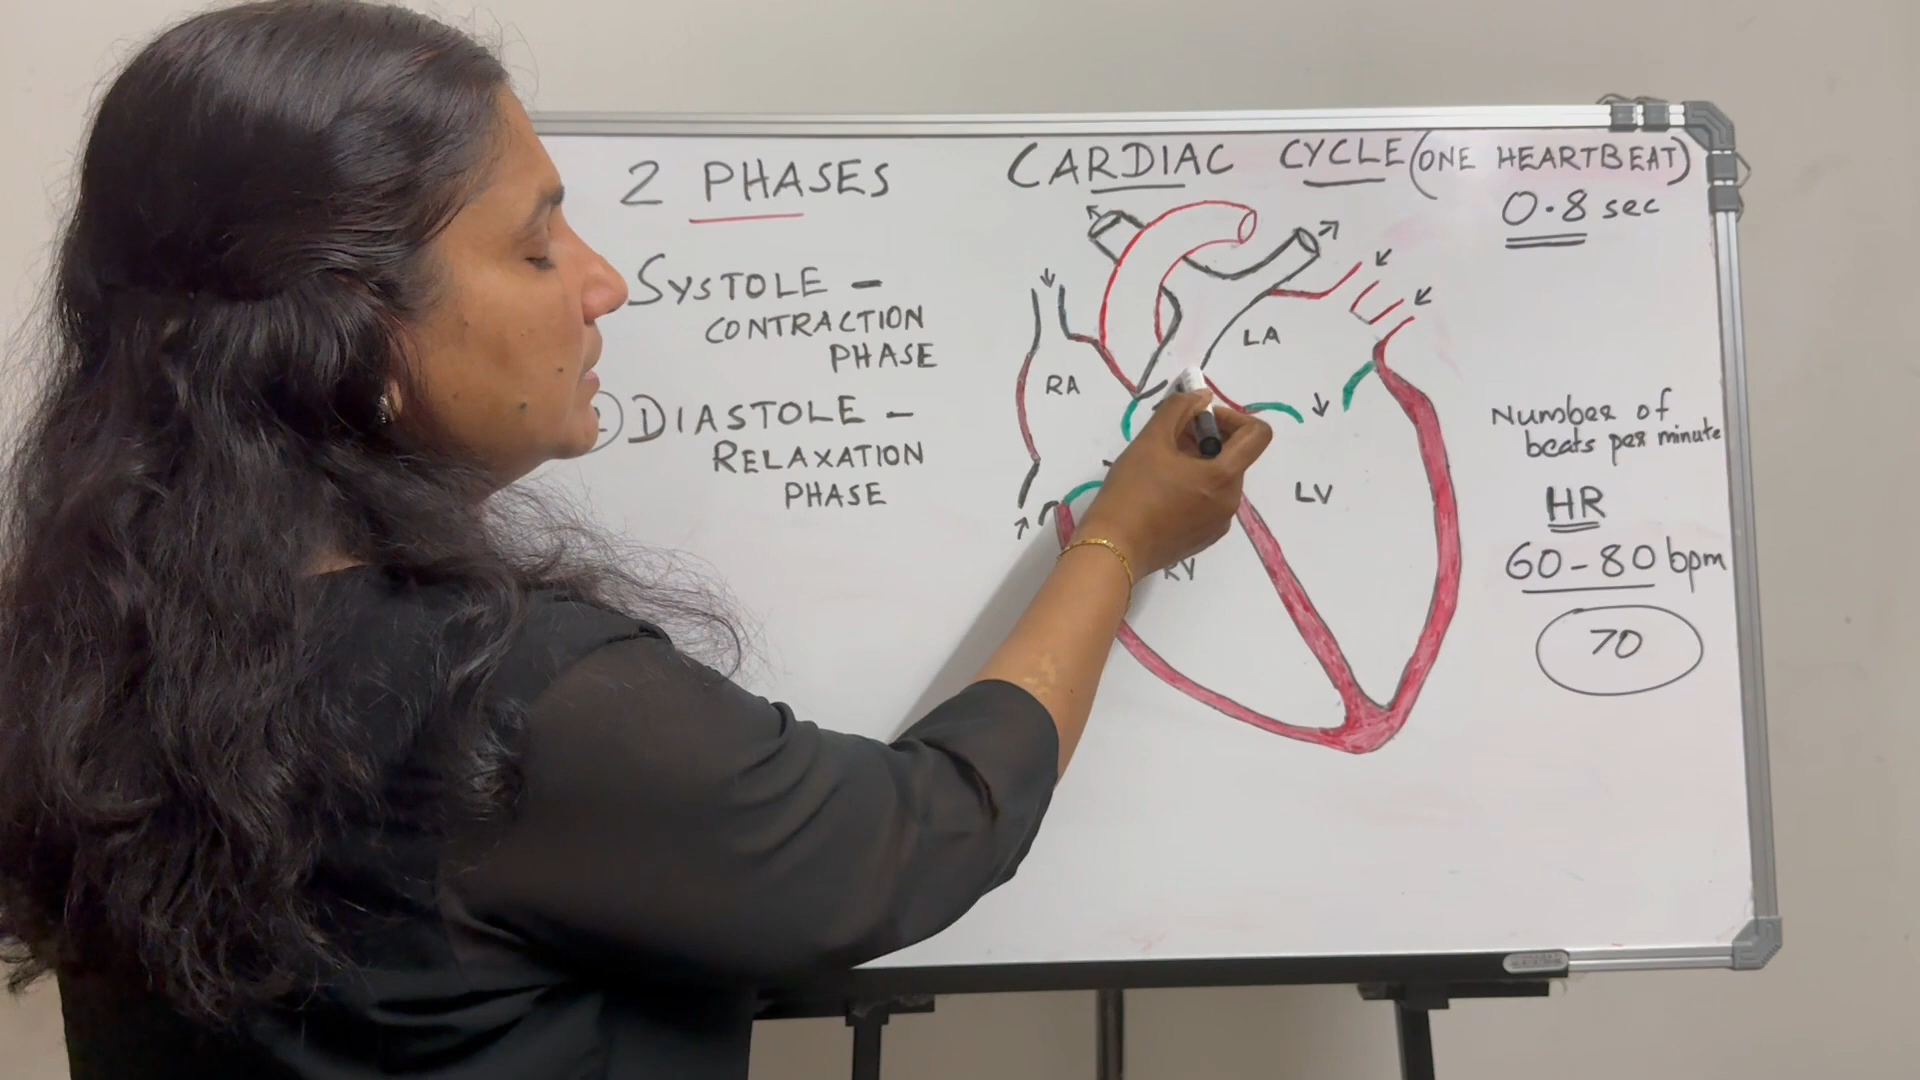 2 PHASES
SYSTOLE -
CONTRACTION
PHASE
DIASTOLE -
RELAXATION
PHASE
CARDIAC CYCLE (ONE HEARTBEAT)
0.8 sec
LA
RA
LV
RV
Number of
beats per minute
HR
60-80 bpm
70